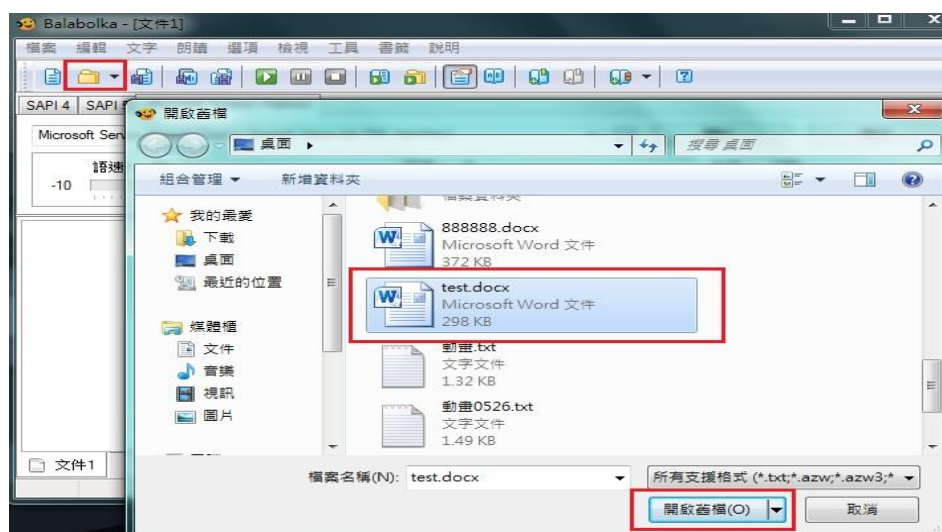 Balabolka - [文件1]
檔案 編輯 文字 朗讀 選項 檢視 工具 書籤 說明
SAPI 4 SAPI
開啟舊檔
Microsoft Ser
桌面
搜尋 桌面
語速
-10
組合管理 新增資料夾
我的最愛
下載
桌面
最近的位置
媒體櫃
文件
音樂
視訊
圖片
888888.docx
Microsoft Word 文件
372 KB
test.docx
Microsoft Word 文件
298 KB
動畫.txt
文字文件
1.32 KB
動畫0526.txt
文字文件
1.49 KB
文件1
檔案名稱(N): test.docx
所有支援格式 (*.txt;*.azw;*.azw3;*
開啟舊檔(O) 取消